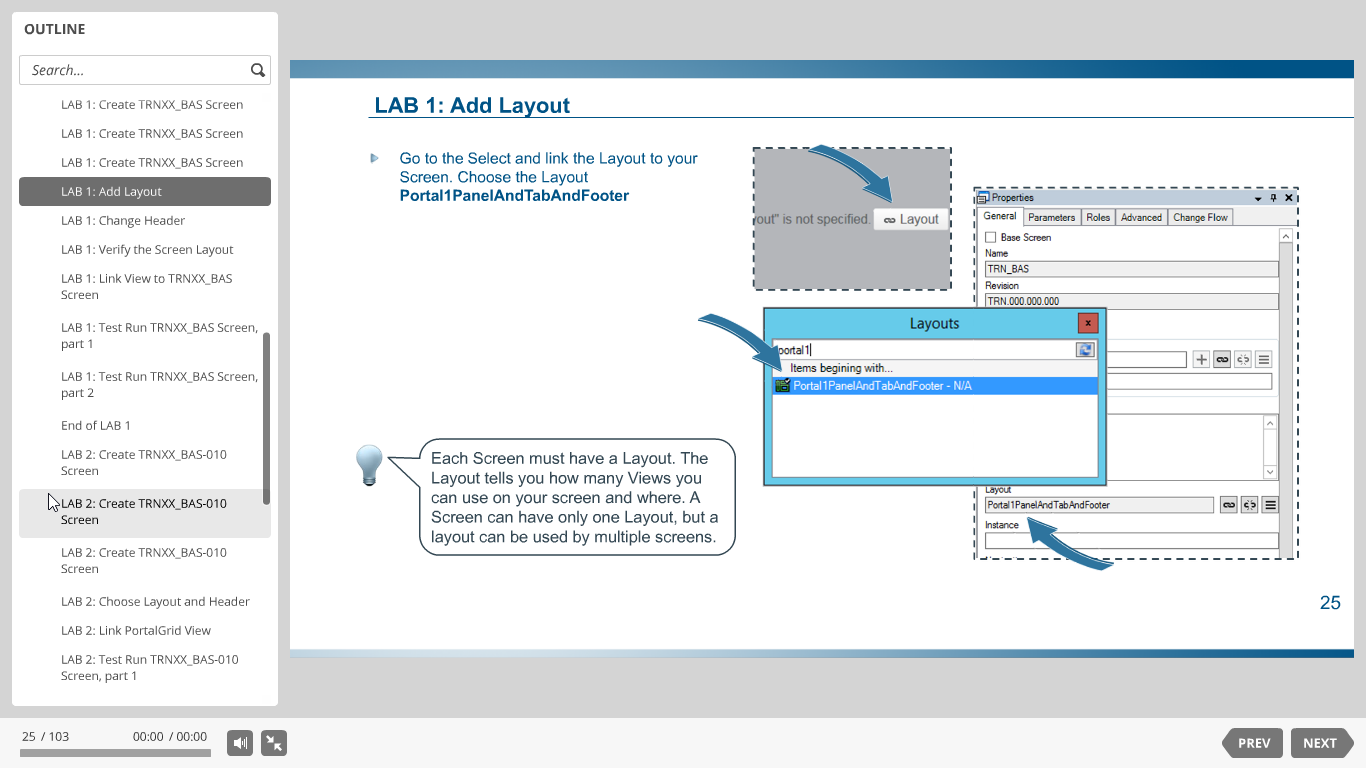 OUTLINE
Search...
LAB 1: Create TRNXX_BAS Screen
LAB 1: Create TRNXX_BAS Screen
LAB 1: Create TRNXX_BAS Screen
LAB 1: Add Layout
LAB 1: Change Header
LAB 1: Verify the Screen Layout
LAB 1: Link View to TRNXX_BAS
Screen
LAB 1: Test Run TRNXX_BAS Screen,
part 1
LAB 1: Test Run TRNXX_BAS Screen,
part 2
End of LAB 1
LAB 2: Create TRNXX_BAS-010
Screen
LAB 2: Create TRNXX_BAS-010
Screen
LAB 2: Create TRNXX_BAS-010
Screen
LAB 2: Choose Layout and Header
LAB 2: Link PortalGrid View
LAB 2: Test Run TRNXX_BAS-010
Screen, part 1
LAB 1: Add Layout
Go to the Select and link the Layout to your
Screen. Choose the Layout
Portal1PanelAndTabAndFooter
out" is not specified. Layout
Properties
General Parameters Roles Advanced Change Flow
Base Screen
Name
TRN_BAS
Revision
TRN.000.000.000
Layouts
x
portal1
Items begining with...
Portal1PanelAndTabAndFooter - N/A
Layout
Portal1PanelAndTabAndFooter
Instance
Each Screen must have a Layout. The
Layout tells you how many Views you
can use on your screen and where. A
Screen can have only one Layout, but a
layout can be used by multiple screens.
25
25 / 103 00:00 / 00:00
PREV NEXT